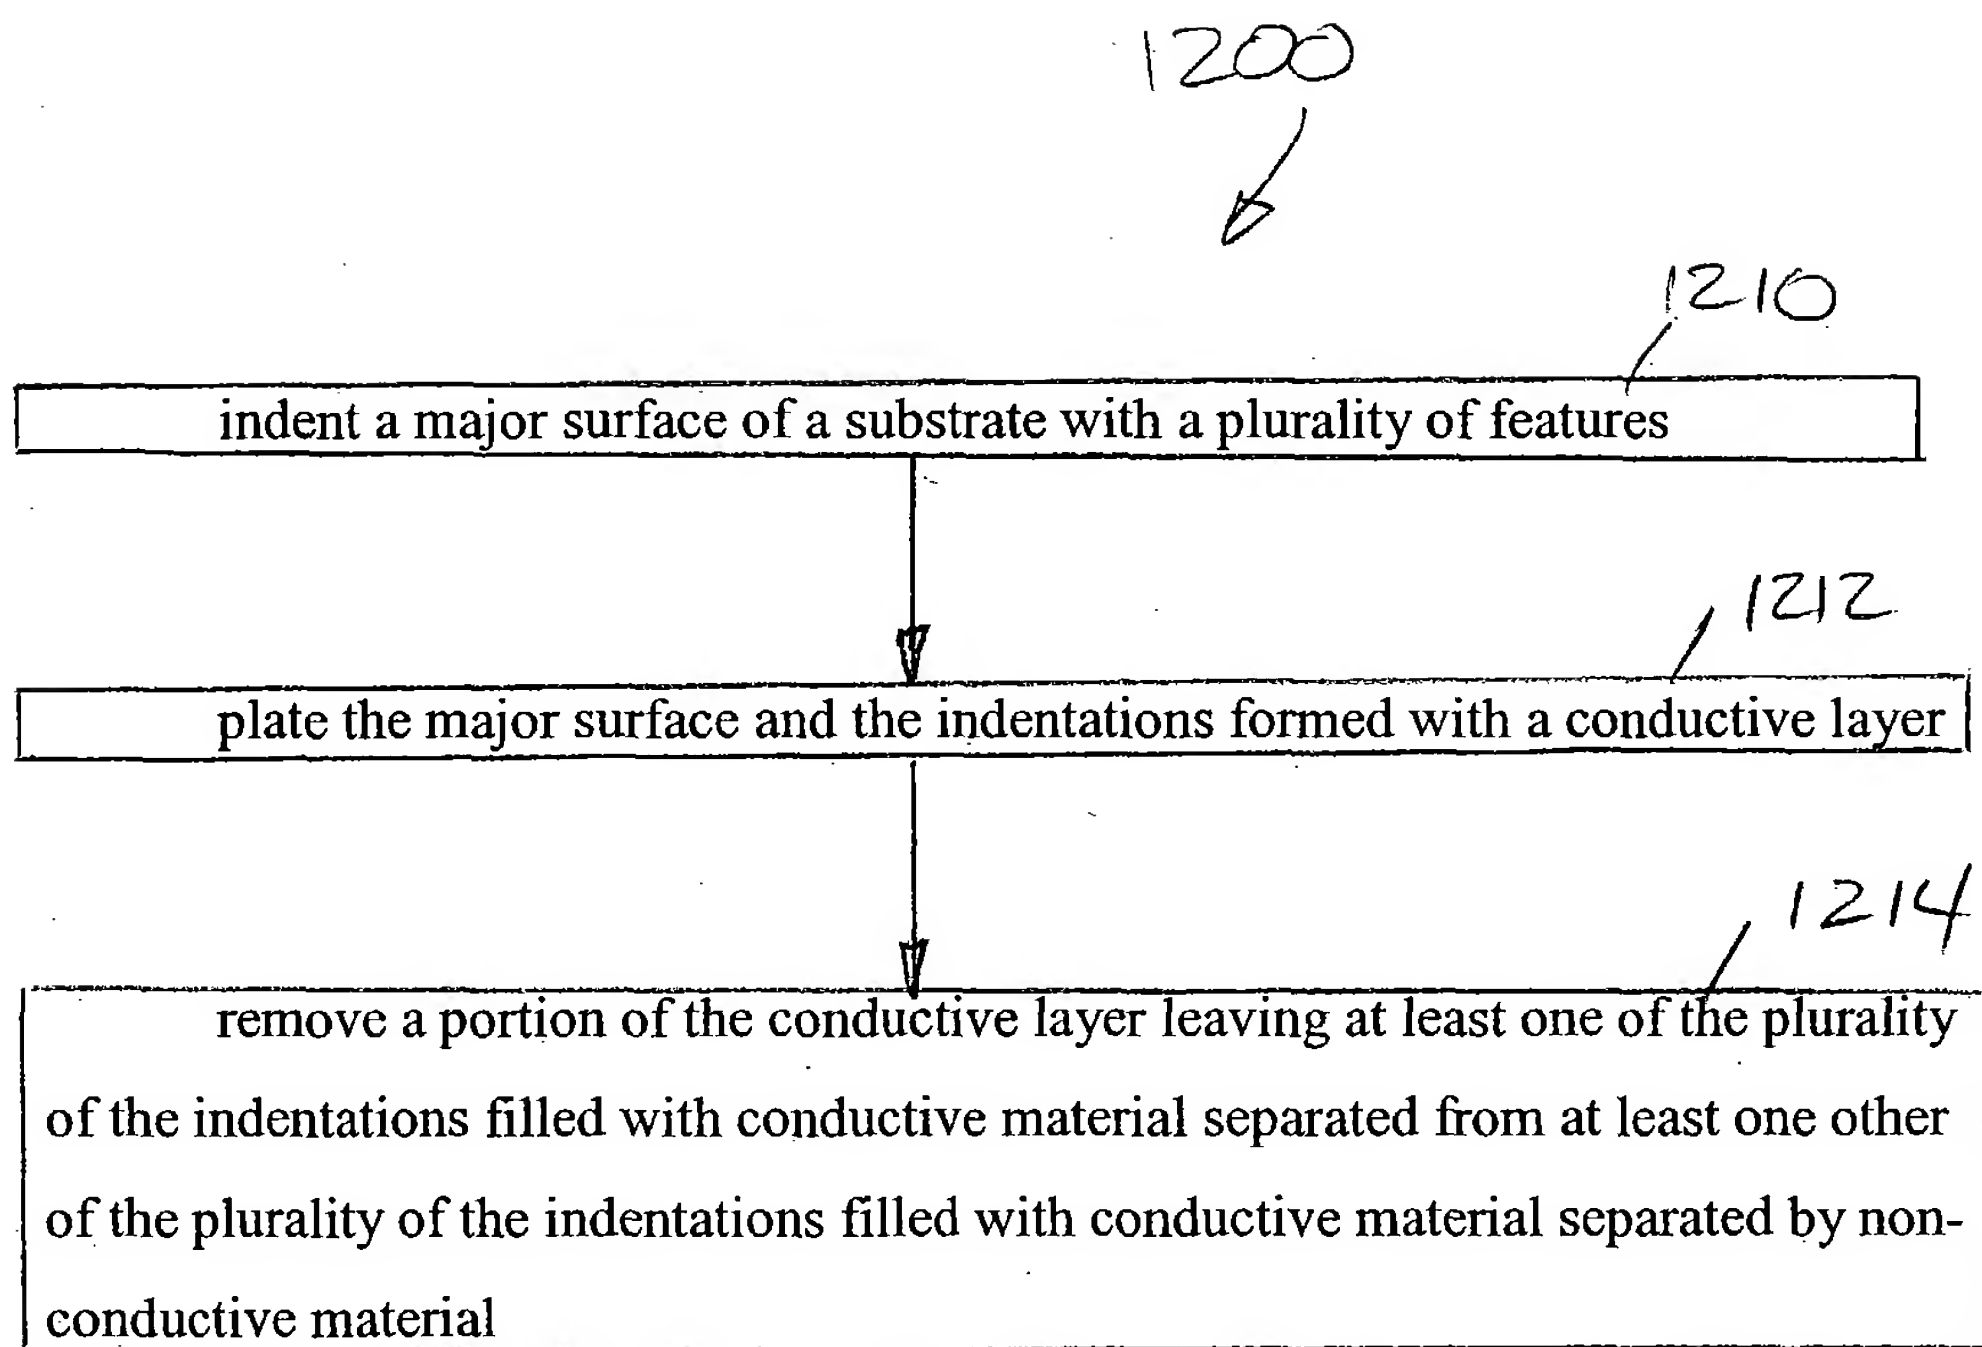 1200
1210
indent a major surface of a substrate with a plurality of features
1212
plate the major surface and the indentations formed with a conductive layer
1214
remove a portion of the conductive layer leaving at least one of the plurality
of the indentations filled with conductive material separated from at least one other
of the plurality of the indentations filled with conductive material separated by non-
conductive material